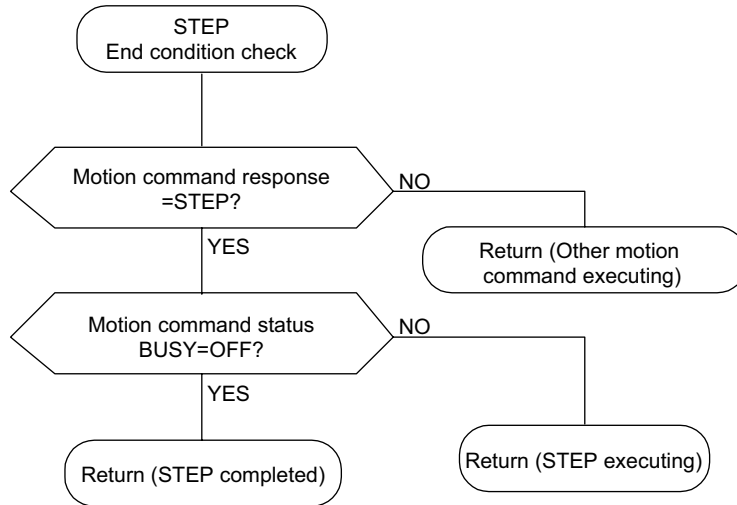 STEP
End condition check
Motion command response
=STEP?
NO
YES
Return (Other motion
command executing)
Motion command status
BUSY=OFF?
NO
YES
Return (STEP completed)
Return (STEP executing)